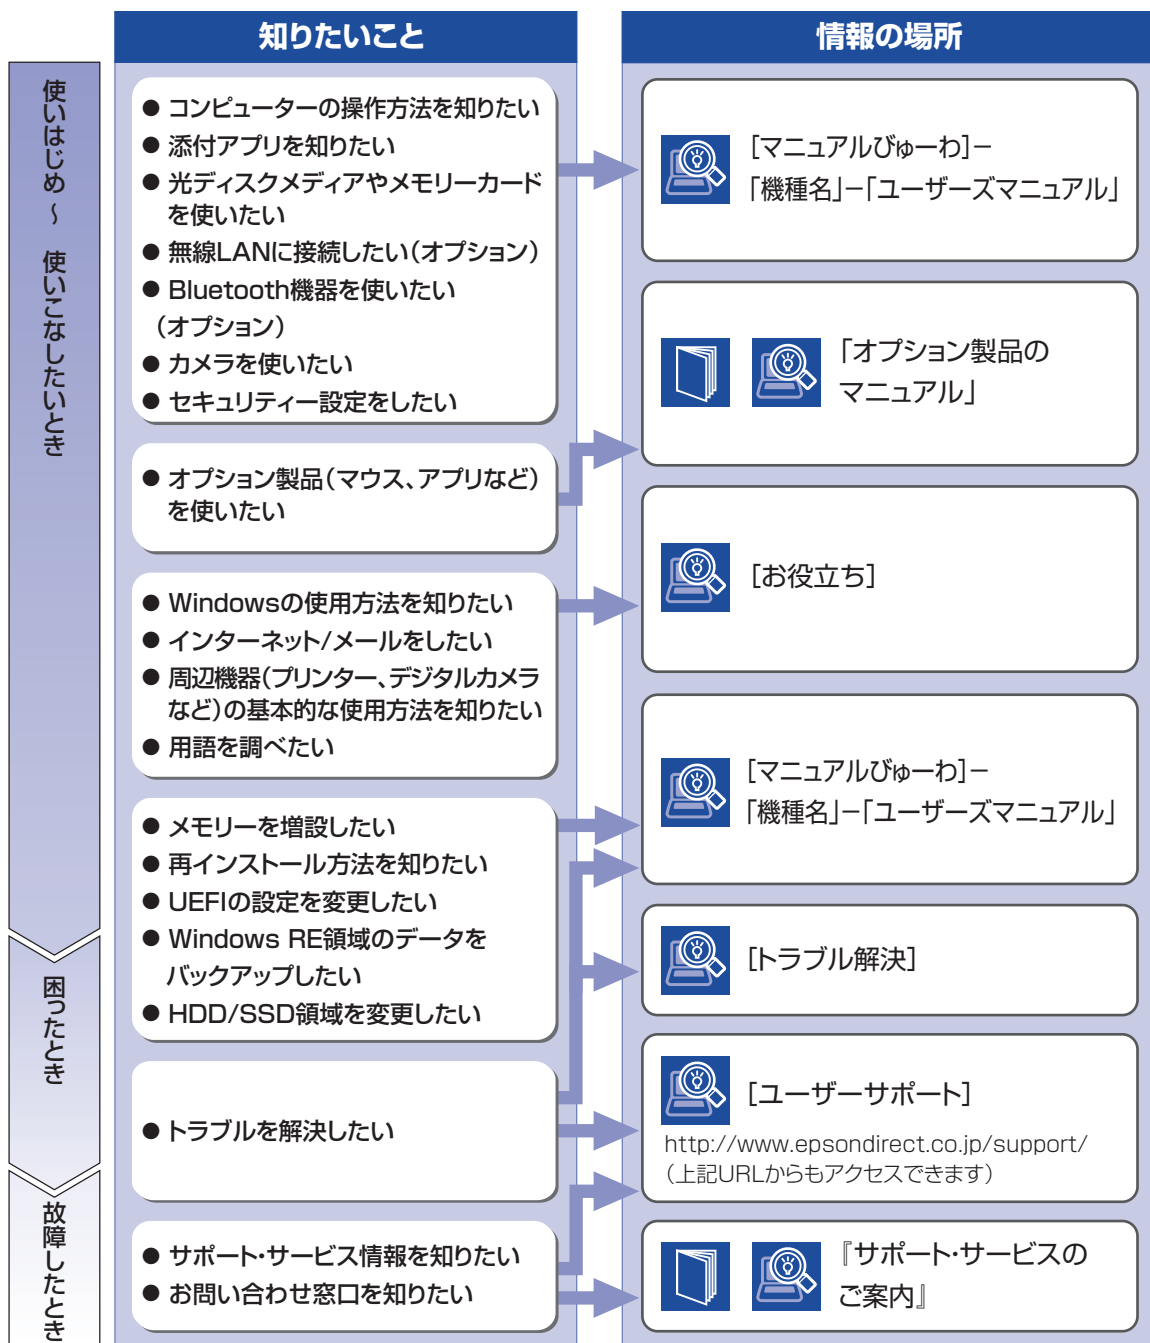 知りたいこと
情報の場所
使いはじめ ～ 使いこなしたいとき
● コンピューターの操作方法を知りたい
● 添付アプリを知りたい
● 光ディスクメディアやメモリーカード
を使いたい
● 無線LANに接続したい（オプション）
● Bluetooth機器を使いたい
（オプション）
● カメラを使いたい
● セキュリティー設定をしたい
● オプション製品（マウス、アプリなど）
を使いたい
● Windowsの使用方法を知りたい
● インターネット/メールをしたい
● 周辺機器（プリンター、デジタルカメラ
など）の基本的な使用方法を知りたい
● 用語を調べたい
● メモリーを増設したい
● 再インストール方法を知りたい
● UEFIの設定を変更したい
● Windows RE領域のデータを
バックアップしたい
● HDD/SSD領域を変更したい
困ったとき
● トラブルを解決したい
故障したとき
● サポート・サービス情報を知りたい
● お問い合わせ窓口を知りたい
［マニュアルびゅーわ］－
「機種名」－「ユーザーズマニュアル」
「オプション製品の
マニュアル」
［お役立ち］
［マニュアルびゅーわ］－
「機種名」－「ユーザーズマニュアル」
［トラブル解決］
［ユーザーサポート］
http://www.epsondirect.co.jp/support/
（上記URLからもアクセスできます）
『サポート・サービスの
ご案内』